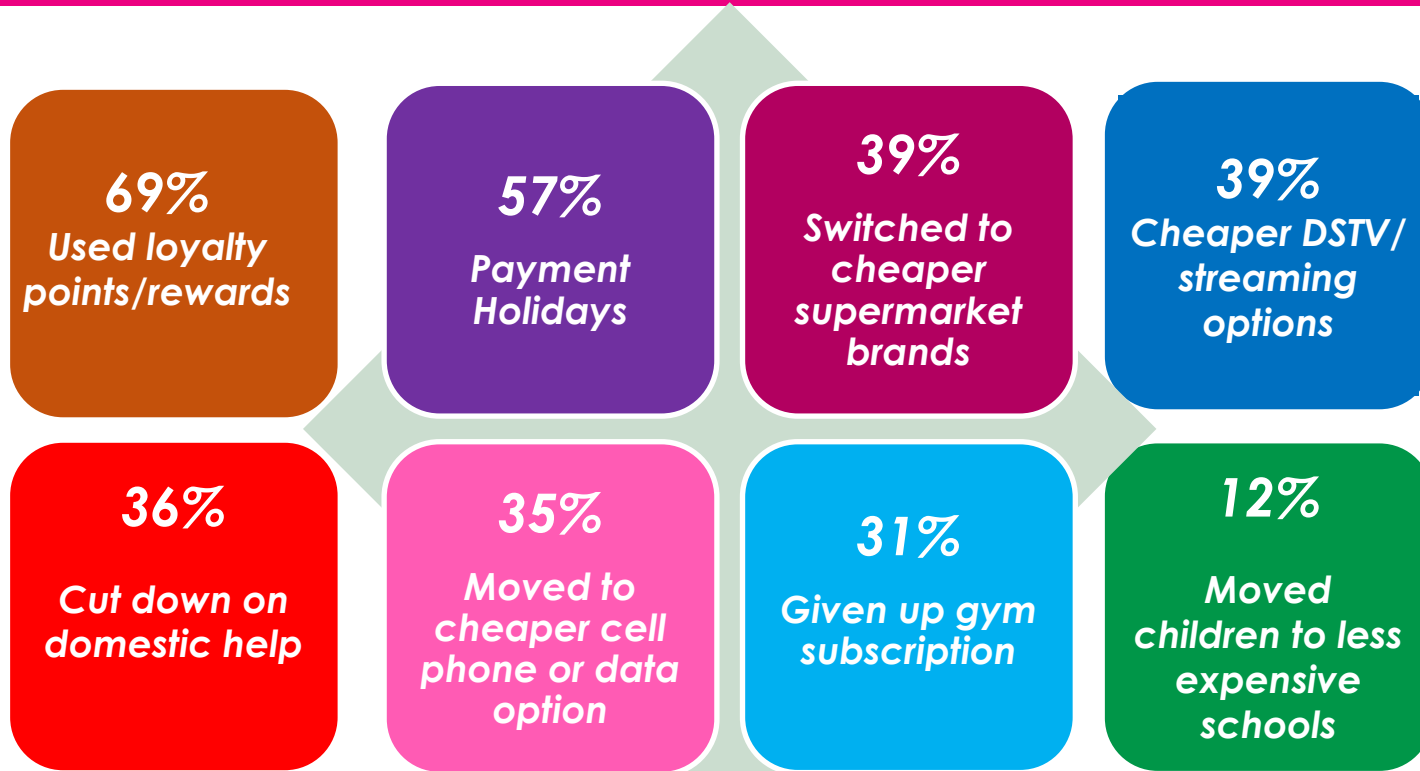 69%
Used loyalty
points/rewards
57%
Payment
Holidays
39%
Switched to
cheaper
supermarket
brands
39%
Cheaper DSTV/
streaming
options
36%
Cut down on
domestic help
35%
Moved to
cheaper cell
phone or data
option
31%
Given up gym
subscription
12%
Moved
children to less
expensive
schools